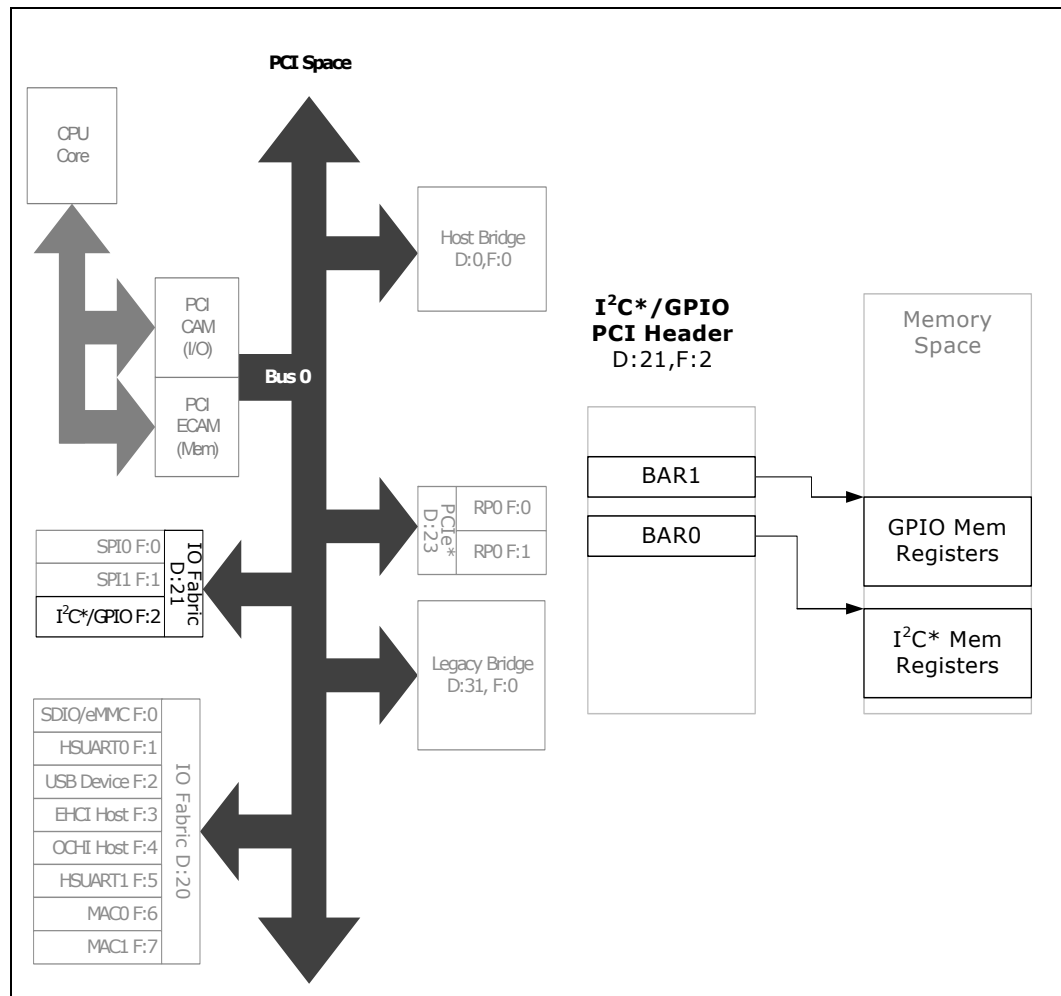 PCI Space
CPU
Core
Host Bridge
D:0,F:0
PCI
CAM
(I/O)
Bus 0
PCI
ECAM
(Mem)
I²C*/GPIO
PCI Header
D:21,F:2
Memory
Space
BAR1
BAR0
GPIO Mem
Registers
I²C* Mem
Registers
PCIe*
D:23
RP0 F:0
RP0 F:1
SPI0 F:0
SPI1 F:1
I²C*/GPIO F:2
IO Fabric
D:21
Legacy Bridge
D:31, F:0
SDIO/eMMC F:0
HSUART0 F:1
USB Device F:2
EHCI Host F:3
OCHI Host F:4
HSUART1 F:5
MAC0 F:6
MAC1 F:7
IO Fabric D:20